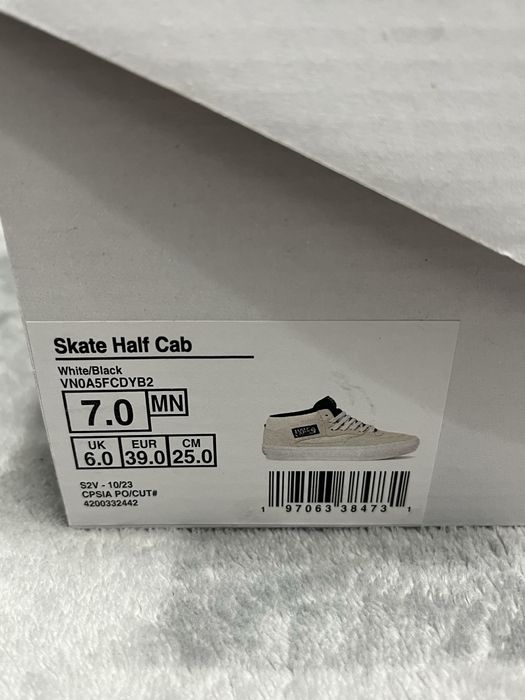 Skate Half Cab
White/Black
VN0A5FCDYB2
7.0 MN
UK EUR CM
6.0 39.0 25.0
S2V - 10/23
CPSIA PO/CUT#
4200332442
1 97063 38473 1